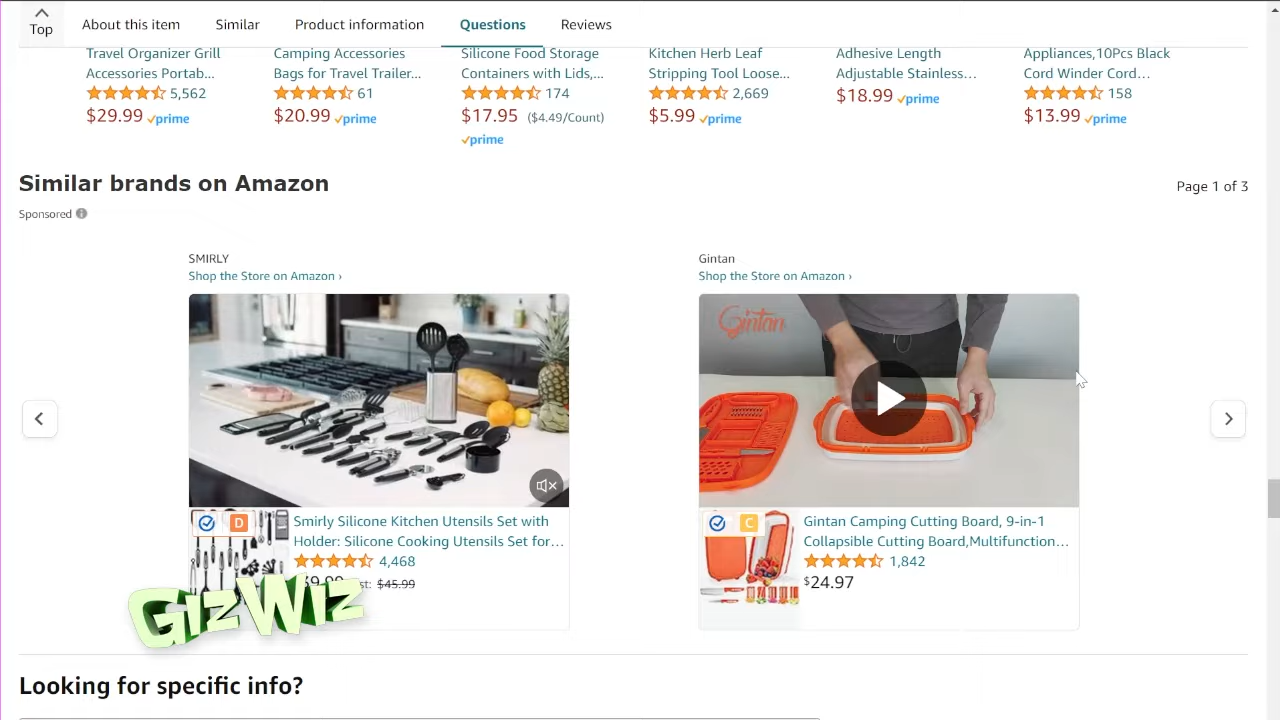 Top
About this item
Similar
Product information
Questions
Reviews
Travel Organizer Grill
Accessories Portab...
5,562
$29.99 prime
Camping Accessories
Bags for Travel Trailer...
61
$20.99 prime
Silicone Food Storage
Containers with Lids,...
174
$17.95 ($4.49/Count)
prime
Kitchen Herb Leaf
Stripping Tool Loose...
2,669
$5.99 prime
Adhesive Length
Adjustable Stainless...
$18.99 prime
Appliances,10Pcs Black
Cord Winder Cord...
158
$13.99 prime
Similar brands on Amazon
Page 1 of 3
Sponsored
SMIRLY
Shop the Store on Amazon ›
D
Smirly Silicone Kitchen Utensils Set with
Holder: Silicone Cooking Utensils Set for...
4,468
$45.99
Gintan
Shop the Store on Amazon ›
Gintan
C
Gintan Camping Cutting Board, 9-in-1
Collapsible Cutting Board,Multifunction...
1,842
$24.97
GizWiz
Looking for specific info?